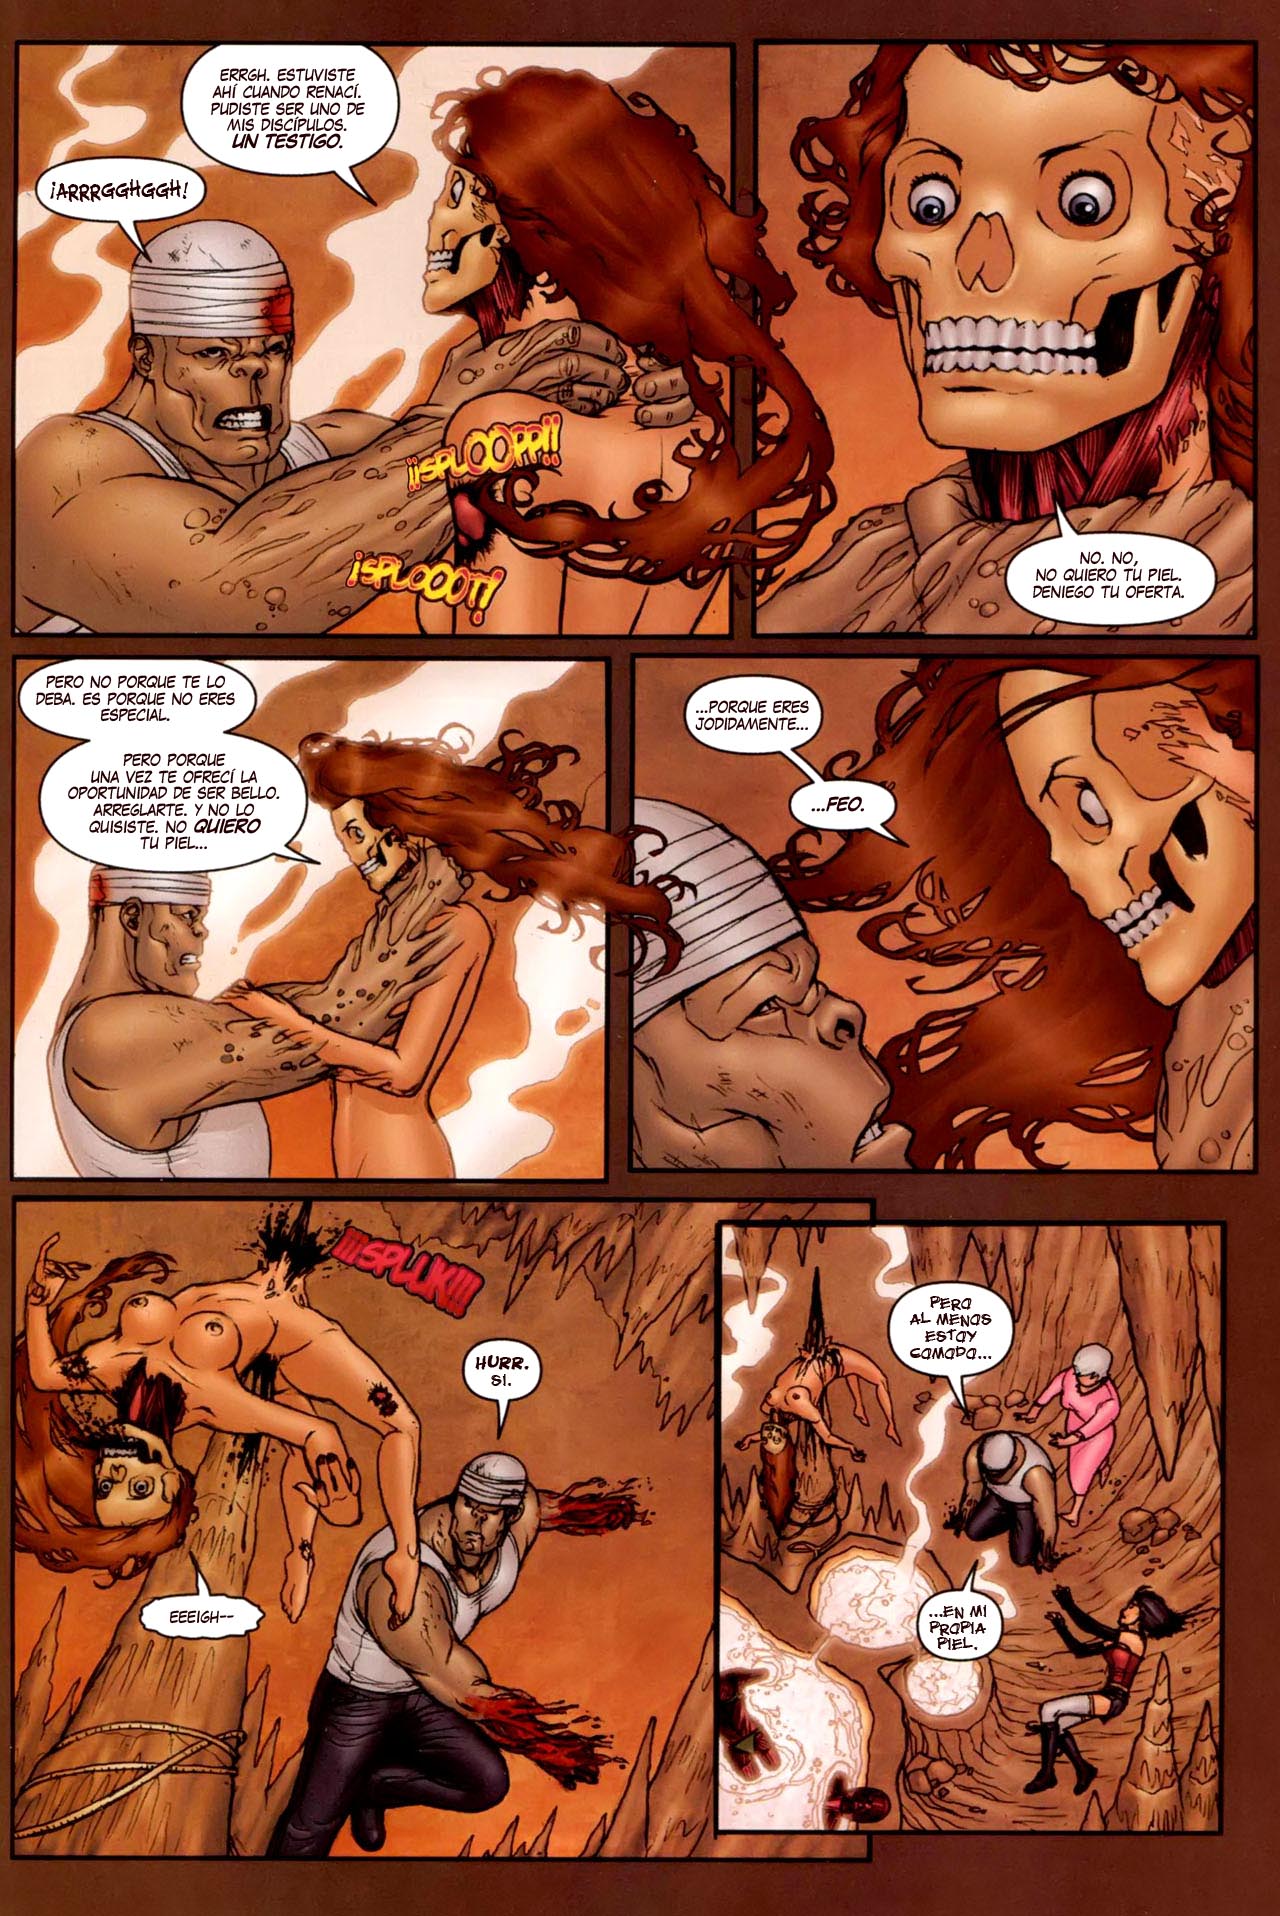 ¡ARRRGGHGGH!
ERRGH. ESTUVISTE
AHÍ CUANDO RENACÍ.
PUDISTE SER UNO DE
MIS DISCÍPULOS.
UN TESTIGO.
¡¡SPLOOPP!!
¡SPLOOOT!
NO. NO,
NO QUIERO TU PIEL.
DENIEGO TU OFERTA.
PERO NO PORQUE TE LO
DEBA. ES PORQUE NO ERES
ESPECIAL.
PERO PORQUE
UNA VEZ TE OFRECÍ LA
OPORTUNIDAD DE SER BELLO.
ARREGLARTE. Y NO LO
QUISISTE. NO QUIERO
TU PIEL...
...PORQUE ERES
JODIDAMENTE...
...FEO.
¡¡¡SPLLUK!!!
HURR.
SI.
EEEIGH--
PERO
AL MENOS
ESTOY
COMODO...
...EN MI
PROPIA
PIEL.